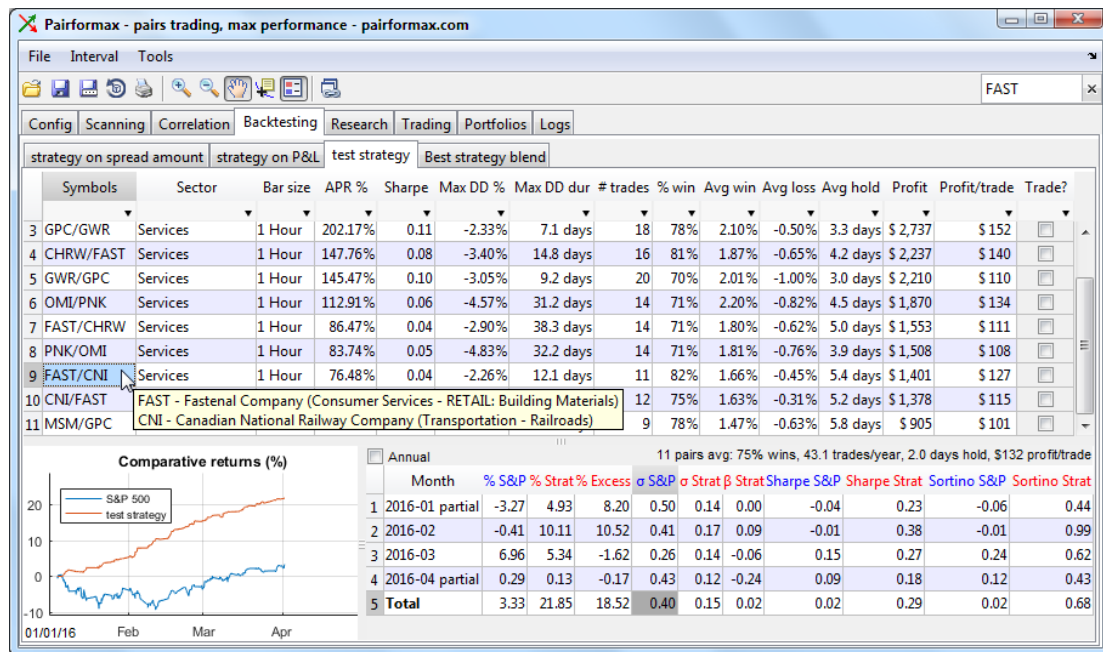 Pairformax - pairs trading, max performance - pairformax.com
File Interval Tools
FAST
Config Scanning Correlation Backtesting Research Trading Portfolios Logs
strategy on spread amount strategy on P&L test strategy Best strategy blend
Symbols Sector Bar size APR % Sharpe Max DD % Max DD dur # trades % win Avg win Avg loss Avg hold Profit Profit/trade Trade?
3 GPC/GWR Services 1 Hour 202.17% 0.11 -2.33% 7.1 days 18 78% 2.10% -0.50% 3.3 days $ 2,737 $ 152
4 CHRW/FAST Services 1 Hour 147.76% 0.08 -3.40% 14.8 days 16 81% 1.87% -0.65% 4.2 days $ 2,237 $ 140
5 GWR/GPC Services 1 Hour 145.47% 0.10 -3.05% 9.2 days 20 70% 2.01% -1.00% 3.0 days $ 2,210 $ 110
6 OMI/PNK Services 1 Hour 112.91% 0.06 -4.57% 31.2 days 14 71% 2.20% -0.82% 4.5 days $ 1,870 $ 134
7 FAST/CHRW Services 1 Hour 86.47% 0.04 -2.90% 38.3 days 14 71% 1.80% -0.62% 5.0 days $ 1,553 $ 111
8 PNK/OMI Services 1 Hour 83.74% 0.05 -4.83% 32.2 days 14 71% 1.81% -0.76% 3.9 days $ 1,508 $ 108
9 FAST/CNI Services 1 Hour 76.48% 0.04 -2.26% 12.1 days 11 82% 1.66% -0.45% 5.4 days $ 1,401 $ 127
10 CNI/FAST FAST - Fastenal Company (Consumer Services - RETAIL: Building Materials) 12 75% 1.63% -0.31% 5.2 days $ 1,378 $ 115
11 MSM/GPC CNI - Canadian National Railway Company (Transportation - Railroads) 9 78% 1.47% -0.63% 5.8 days $ 905 $ 101
Comparative returns (%)
S&P 500
test strategy
20
10
0
-10
01/01/16 Feb Mar Apr
Annual 11 pairs avg: 75% wins, 43.1 trades/year, 2.0 days hold, $132 profit/trade
Month % S&P % Strat % Excess σ S&P σ Strat β Strat Sharpe S&P Sharpe Strat Sortino S&P Sortino Strat
1 2016-01 partial -3.27 4.93 8.20 0.50 0.14 0.00 -0.04 0.23 -0.06 0.44
2 2016-02 -0.41 10.11 10.52 0.41 0.17 0.09 -0.01 0.38 -0.01 0.99
3 2016-03 6.96 5.34 -1.62 0.26 0.14 -0.06 0.15 0.27 0.24 0.62
4 2016-04 partial 0.29 0.13 -0.17 0.43 0.12 -0.24 0.09 0.18 0.12 0.43
5 Total 3.33 21.85 18.52 0.40 0.15 0.02 0.02 0.29 0.02 0.68